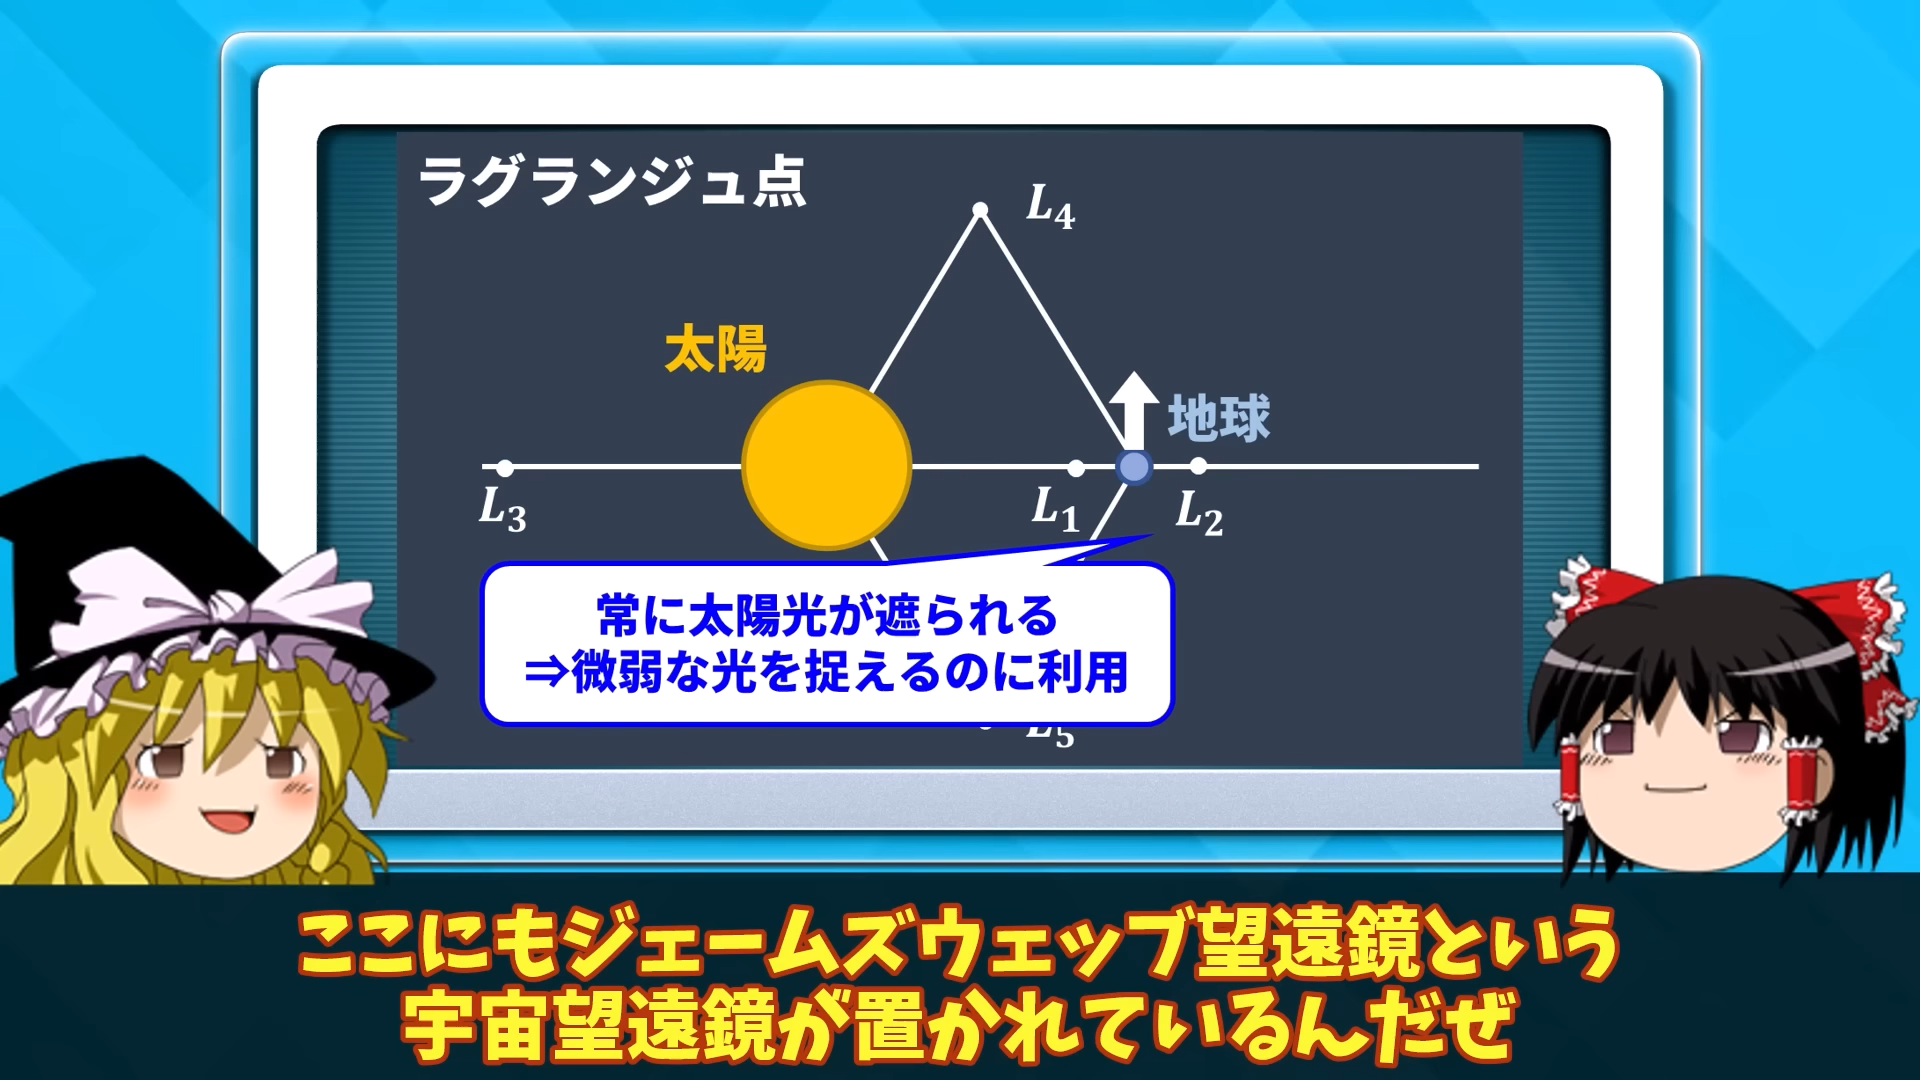 ラグランジュ点
L4
太陽
地球
L3
L1
L2
常に太陽光が遮られる
⇒微弱な光を捉えるのに利用
L5
ここにもジェームズウェッブ望遠鏡という
宇宙望遠鏡が置かれているんだぜ